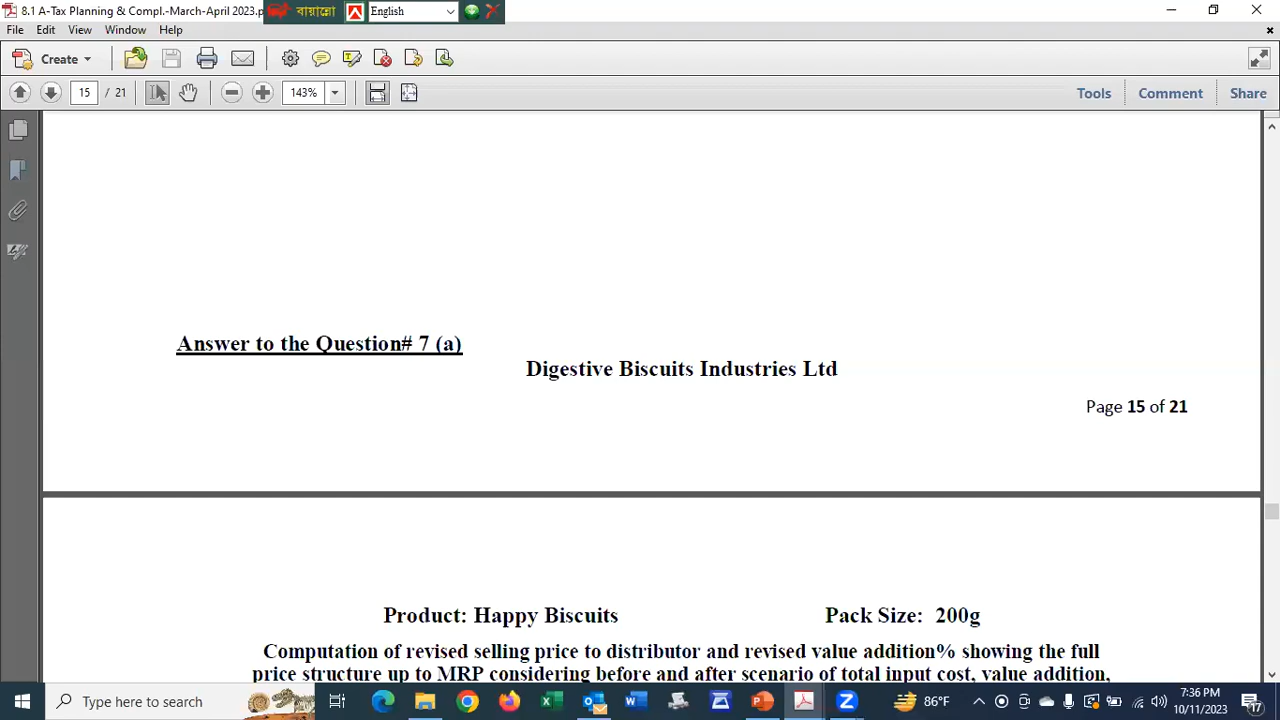 8.1 A-Tax Planning & Compl.-March-April 2023.p
বায়ান্নো
English
File Edit View Window Help
Create
15 / 21
143%
Tools Comment Share
Answer to the Question# 7 (a)
Digestive Biscuits Industries Ltd
Page 15 of 21
Product: Happy Biscuits Pack Size: 200g
Computation of revised selling price to distributor and revised value addition% showing the full
price structure up to MRP considering before and after scenario of total input cost, value addition,
Type here to search
86°F
7:36 PM
10/11/2023
17